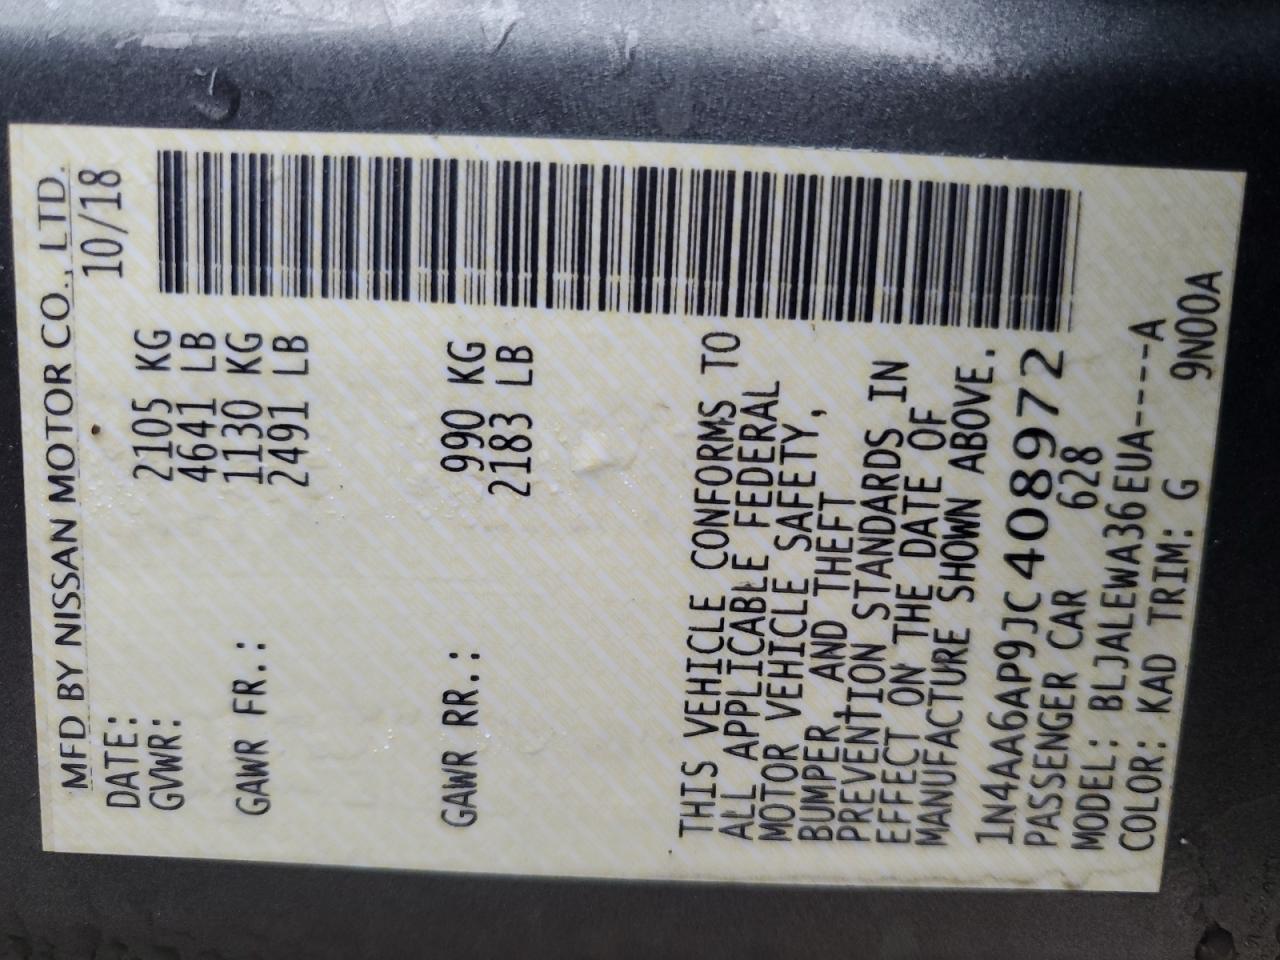 MFD BY NISSAN MOTOR CO., LTD.
DATE: 10/18
GVWR: 2105 KG
4641 LB
GAWR FR.: 1130 KG
2491 LB
GAWR RR.: 990 KG
2183 LB
THIS VEHICLE CONFORMS TO
ALL APPLICABLE FEDERAL
MOTOR VEHICLE SAFETY,
BUMPER, AND THEFT
PREVENTION STANDARDS IN
EFFECT ON THE DATE OF
MANUFACTURE SHOWN ABOVE.
1N4AA6AP9JC408972
PASSENGER CAR 628
MODEL: BLJALEWA36EUA----A
COLOR: KAD TRIM: G 9N00A